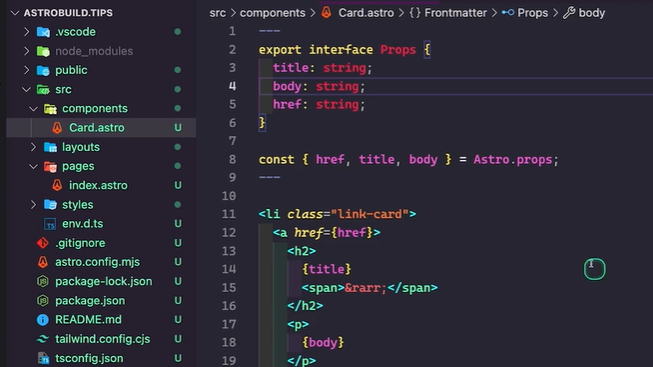 ASTROBUILD.TIPS
.vscode
node_modules
public
src
components
Card.astro U
layouts
pages
index.astro U
styles
env.d.ts U
.gitignore U
astro.config.mjs U
package-lock.json U
package.json U
README.md U
tailwind.config.cjs U
tsconfig.json U
src > components > Card.astro > {} Frontmatter > Props > body
1 ---
2 export interface Props {
3 title: string;
4 body: string;
5 href: string;
6 }
7
8 const { href, title, body } = Astro.props;
9 ---
10
11 <li class="link-card">
12 <a href={href}>
13 <h2>
14 {title}
15 <span>&rarr;</span>
16 </h2>
17 <p>
18 {body}
19 </p>